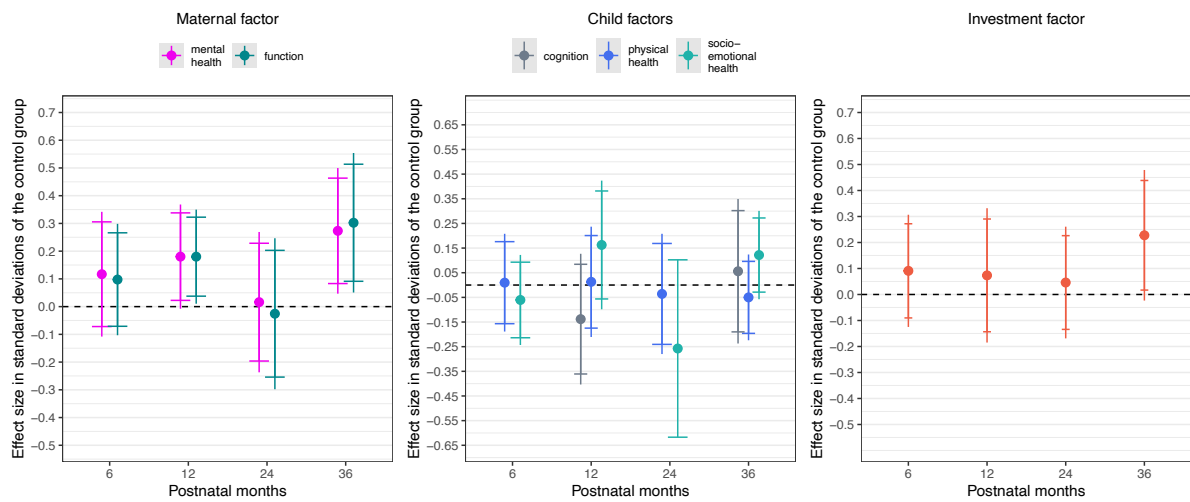 Maternal factor
mental
health
function
Effect size in standard deviations of the control group
0.7
0.6
0.5
0.4
0.3
0.2
0.1
0.0
−0.1
−0.2
−0.3
−0.4
−0.5
6
12
24
36
Postnatal months
Child factors
cognition
physical
health
socio−
emotional
health
Effect size in standard deviations of the control group
0.65
0.55
0.45
0.35
0.25
0.15
0.05
−0.05
−0.15
−0.25
−0.35
−0.45
−0.55
−0.65
6
12
24
36
Postnatal months
Investment factor
Effect size in standard deviations of the control group
0.7
0.6
0.5
0.4
0.3
0.2
0.1
0.0
−0.1
−0.2
−0.3
−0.4
−0.5
6
12
24
36
Postnatal months